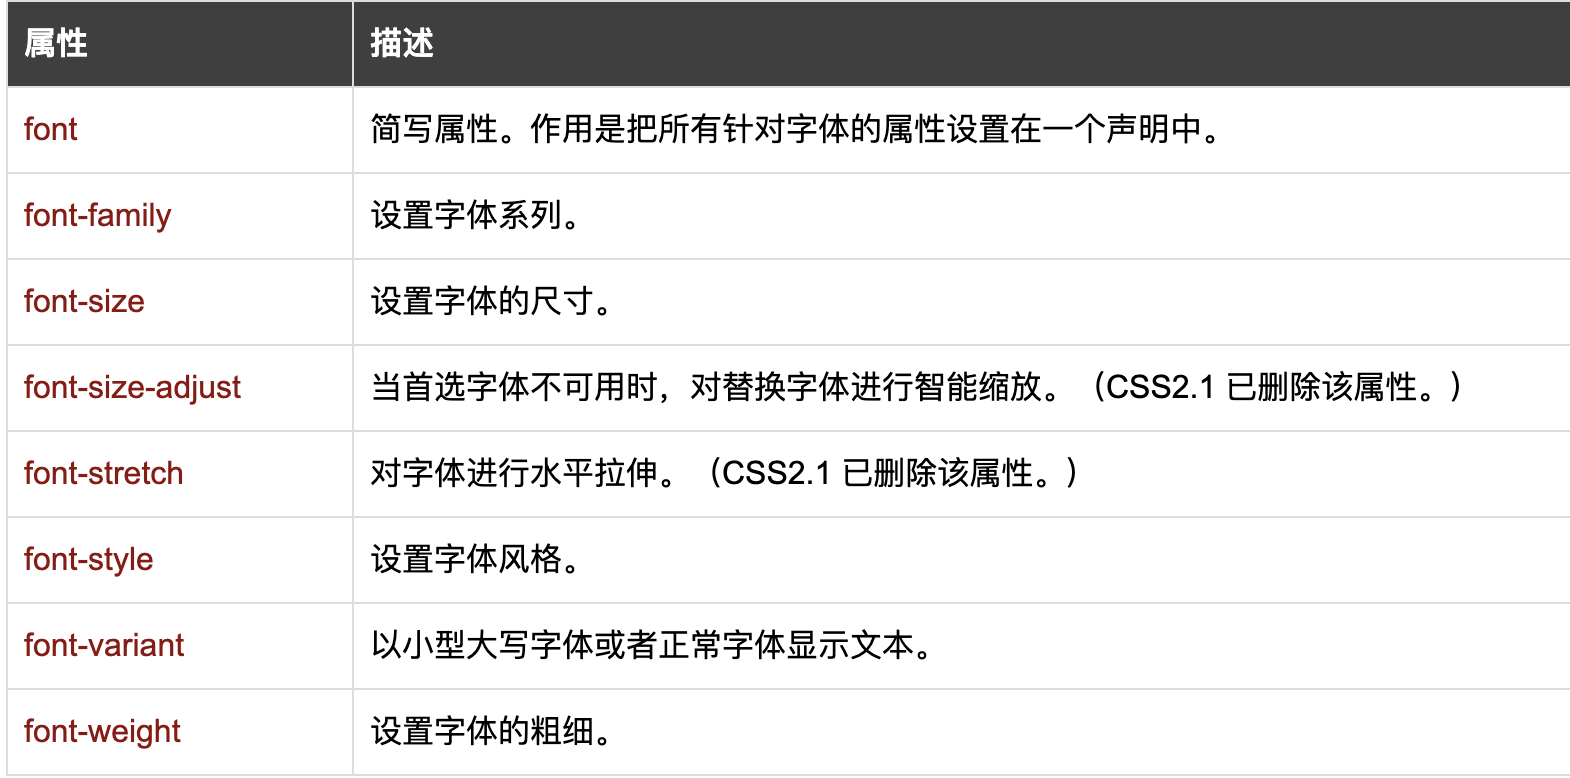 属性 描述
font 简写属性。作用是把所有针对字体的属性设置在一个声明中。
font-family 设置字体系列。
font-size 设置字体的尺寸。
font-size-adjust 当首选字体不可用时，对替换字体进行智能缩放。（CSS2.1 已删除该属性。）
font-stretch 对字体进行水平拉伸。（CSS2.1 已删除该属性。）
font-style 设置字体风格。
font-variant 以小型大写字体或者正常字体显示文本。
font-weight 设置字体的粗细。